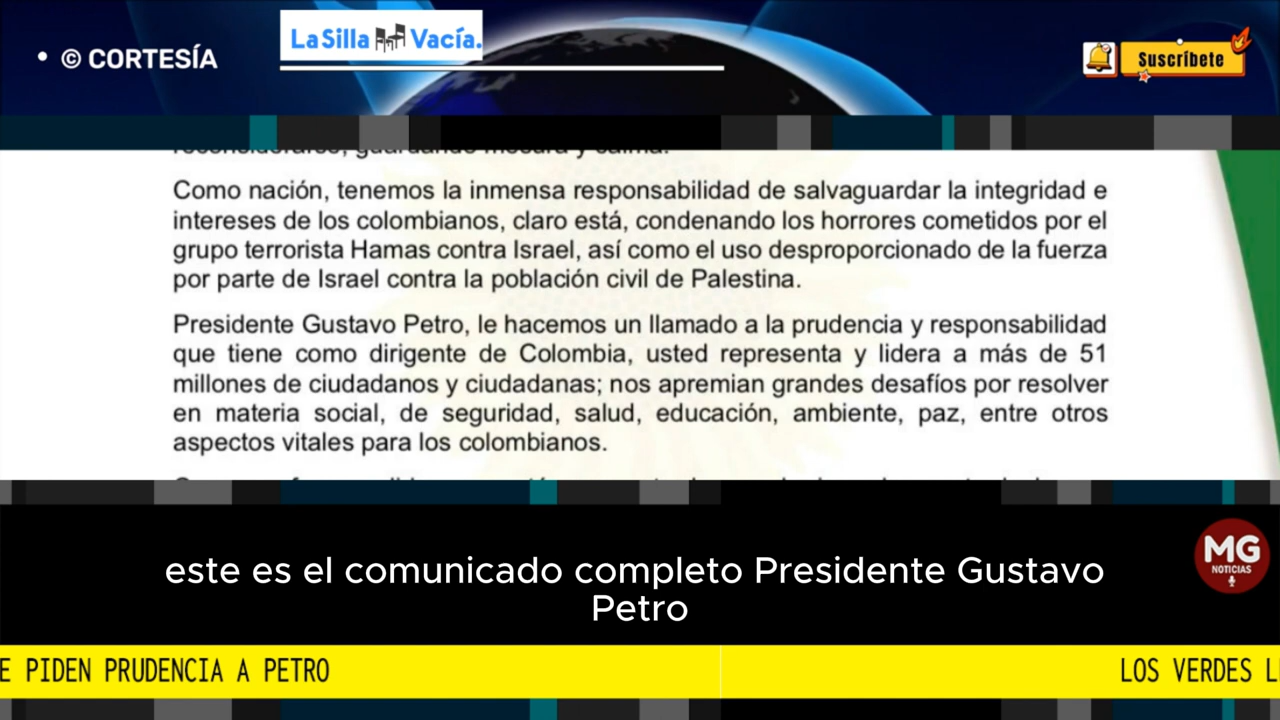 • © CORTESÍA
La Silla Vacía.
Suscríbete
Como nación, tenemos la inmensa responsabilidad de salvaguardar la integridad e
intereses de los colombianos, claro está, condenando los horrores cometidos por el
grupo terrorista Hamas contra Israel, así como el uso desproporcionado de la fuerza
por parte de Israel contra la población civil de Palestina.
Presidente Gustavo Petro, le hacemos un llamado a la prudencia y responsabilidad
que tiene como dirigente de Colombia, usted representa y lidera a más de 51
millones de ciudadanos y ciudadanas; nos apremian grandes desafíos por resolver
en materia social, de seguridad, salud, educación, ambiente, paz, entre otros
aspectos vitales para los colombianos.
MG
NOTICIAS
este es el comunicado completo Presidente Gustavo
Petro
E PIDEN PRUDENCIA A PETRO
LOS VERDES L